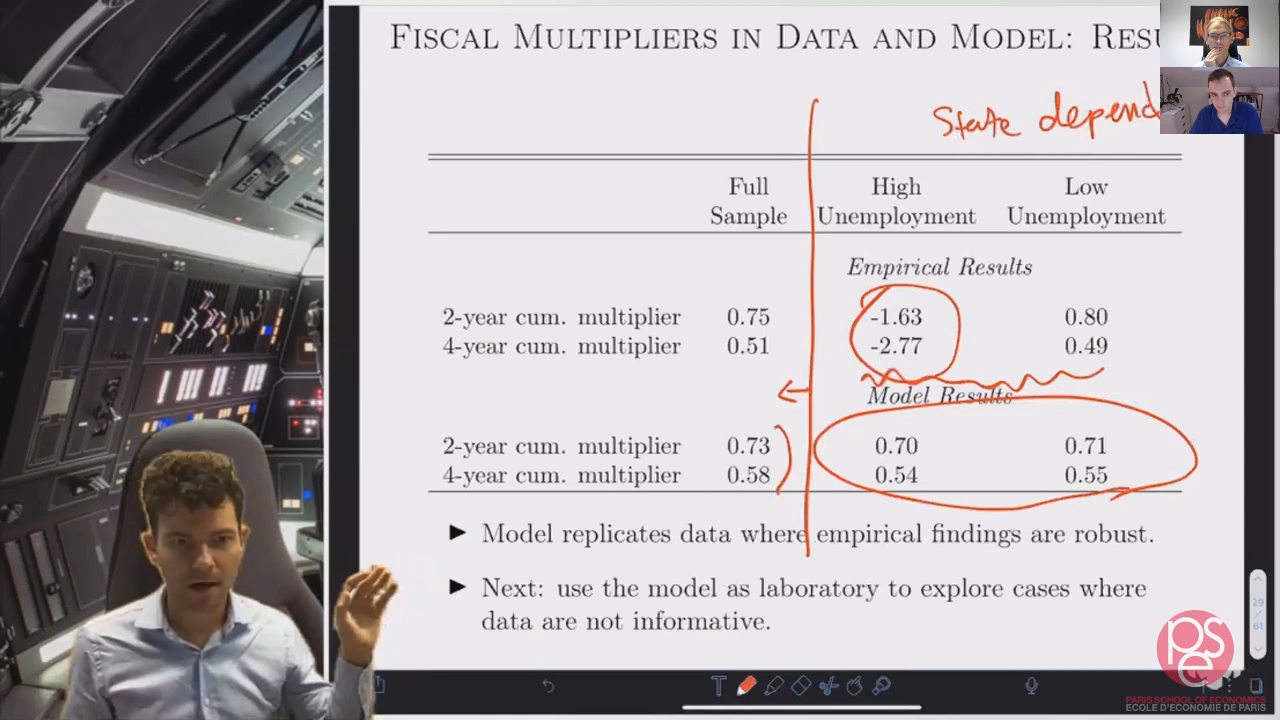 FISCAL MULTIPLIERS IN DATA AND MODEL:
State
Full High Low
Sample Unemployment Unemployment
Empirical Results
2-year cum. multiplier 0.75 -1.63 0.80
4-year cum. multiplier 0.51 -2.77 0.49
Model Results
2-year cum. multiplier 0.73 0.70 0.71
4-year cum. multiplier 0.58 0.54 0.55
► Model replicates data where empirical findings are robust.
► Next: use the model as laboratory to explore cases where
data are not informative.
29
/
61
T
pse
PARIS SCHOOL OF ECONOMICS
ECOLE D'ECONOMIE DE PARIS